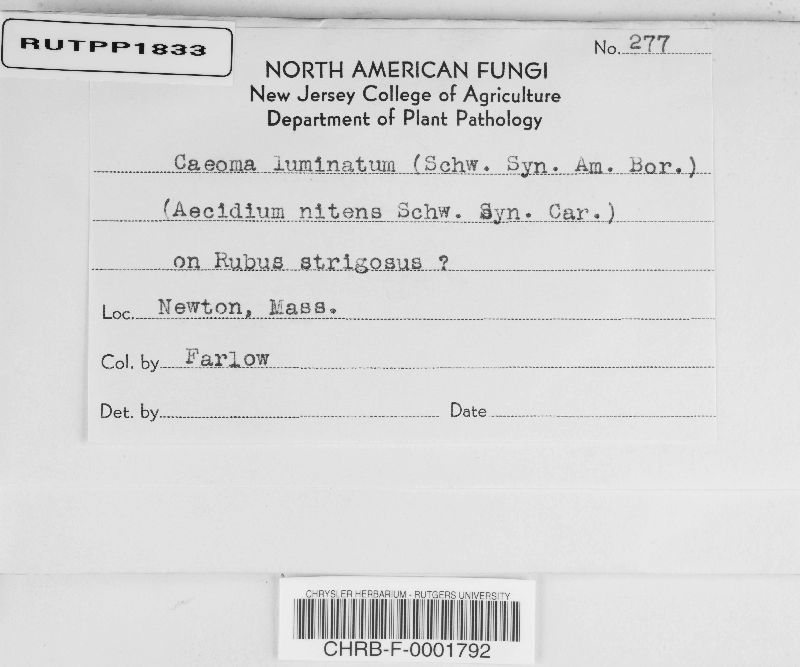 RUTPP1833
No. 277
NORTH AMERICAN FUNGI
New Jersey College of Agriculture
Department of Plant Pathology
Caeoma luminatum (Schw. Syn. Am. Bor.)
(Aecidium nitens Schw. Syn. Car.)
on Rubus strigosus ?
Loc. Newton, Mass.
Col. by Farlow
Det. by Date
CHRYSLER HERBARIUM - RUTGERS UNIVERSITY
CHRB-F-0001792